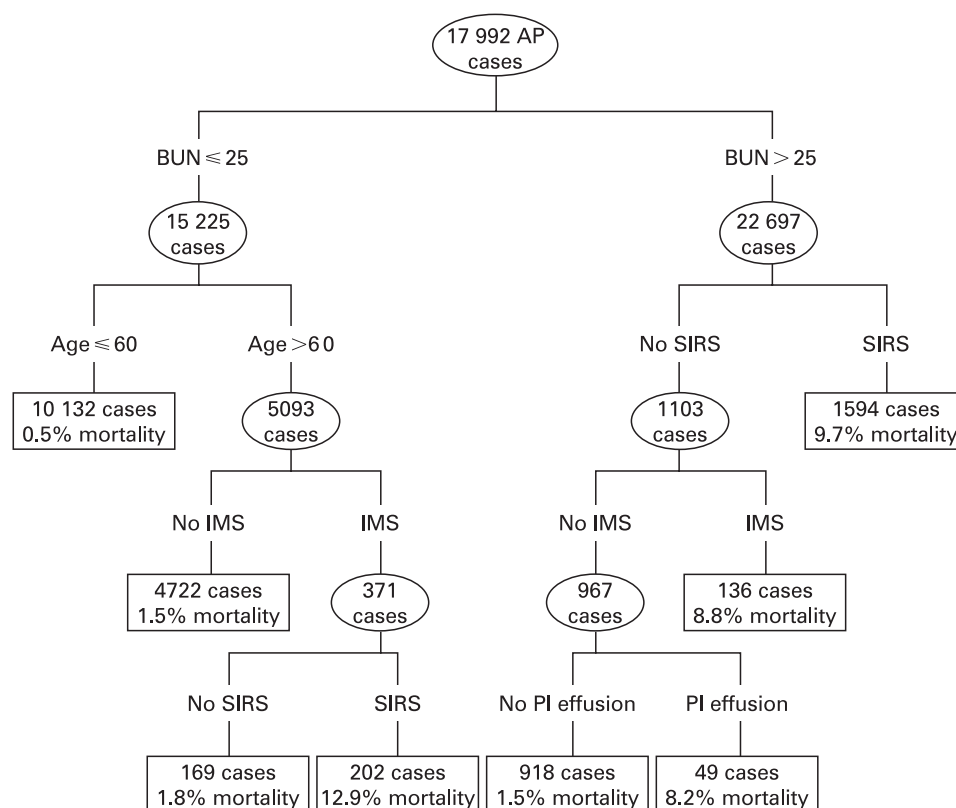 17 992 AP
cases
BUN ⩽ 25
BUN > 25
15 225
cases
22 697
cases
Age ⩽ 60
Age >60
No SIRS
SIRS
10 132 cases
0.5% mortality
5093
cases
1103
cases
1594 cases
9.7% mortality
No IMS
IMS
No IMS
IMS
4722 cases
1.5% mortality
371
cases
967
cases
136 cases
8.8% mortality
No SIRS
SIRS
No PI effusion
PI effusion
169 cases
1.8% mortality
202 cases
12.9% mortality
918 cases
1.5% mortality
49 cases
8.2% mortality